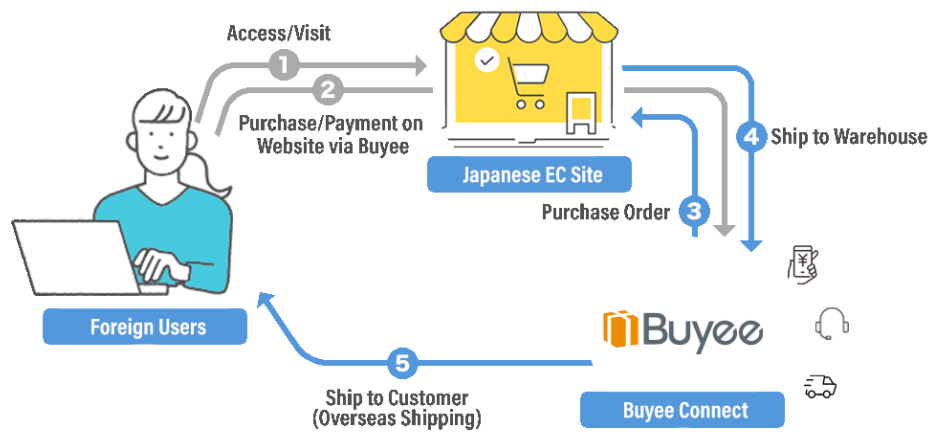 Access/Visit
1
2
Purchase/Payment on
Website via Buyee
Japanese EC Site
4
Ship to Warehouse
Purchase Order
3
¥
Foreign Users
Buyee
5
Ship to Customer
(Overseas Shipping)
Buyee Connect